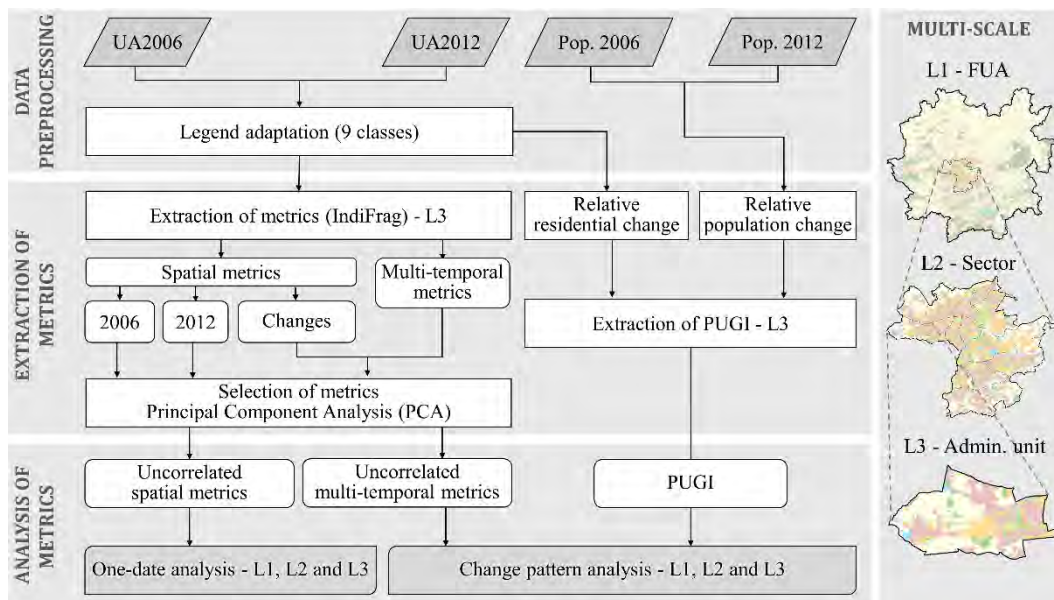 DATA
PREPROCESSING
UA2006
UA2012
Pop. 2006
Pop. 2012
Legend adaptation (9 classes)
EXTRACTION OF
METRICS
Extraction of metrics (IndiFrag) - L3
Relative
residential change
Relative
population change
Spatial metrics
Multi-temporal
metrics
2006
2012
Changes
Extraction of PUGI - L3
Selection of metrics
Principal Component Analysis (PCA)
ANALYSIS OF
METRICS
Uncorrelated
spatial metrics
Uncorrelated
multi-temporal metrics
PUGI
One-date analysis - L1, L2 and L3
Change pattern analysis - L1, L2 and L3
MULTI-SCALE
L1 - FUA
L2 - Sector
L3 - Admin. unit